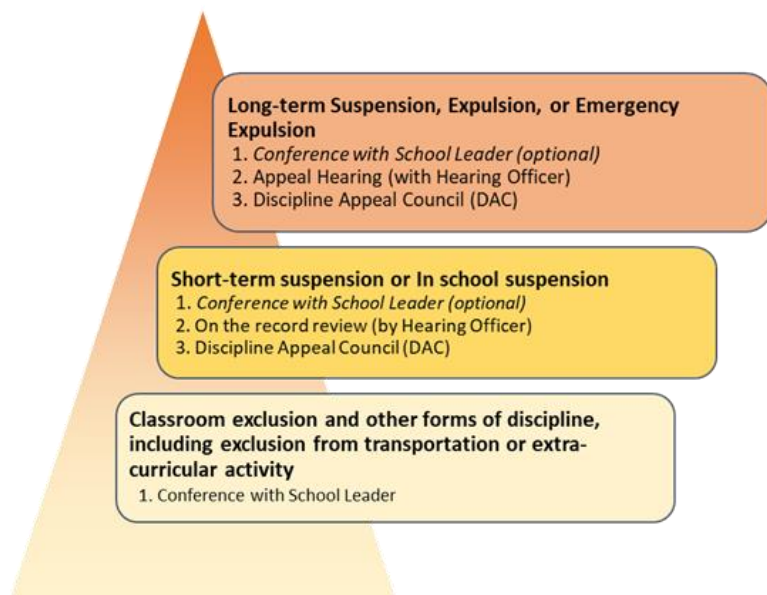 Long-term Suspension, Expulsion, or Emergency
Expulsion
1. Conference with School Leader (optional)
2. Appeal Hearing (with Hearing Officer)
3. Discipline Appeal Council (DAC)
Short-term suspension or In school suspension
1. Conference with School Leader (optional)
2. On the record review (by Hearing Officer)
3. Discipline Appeal Council (DAC)
Classroom exclusion and other forms of discipline,
including exclusion from transportation or extra-
curricular activity
1. Conference with School Leader